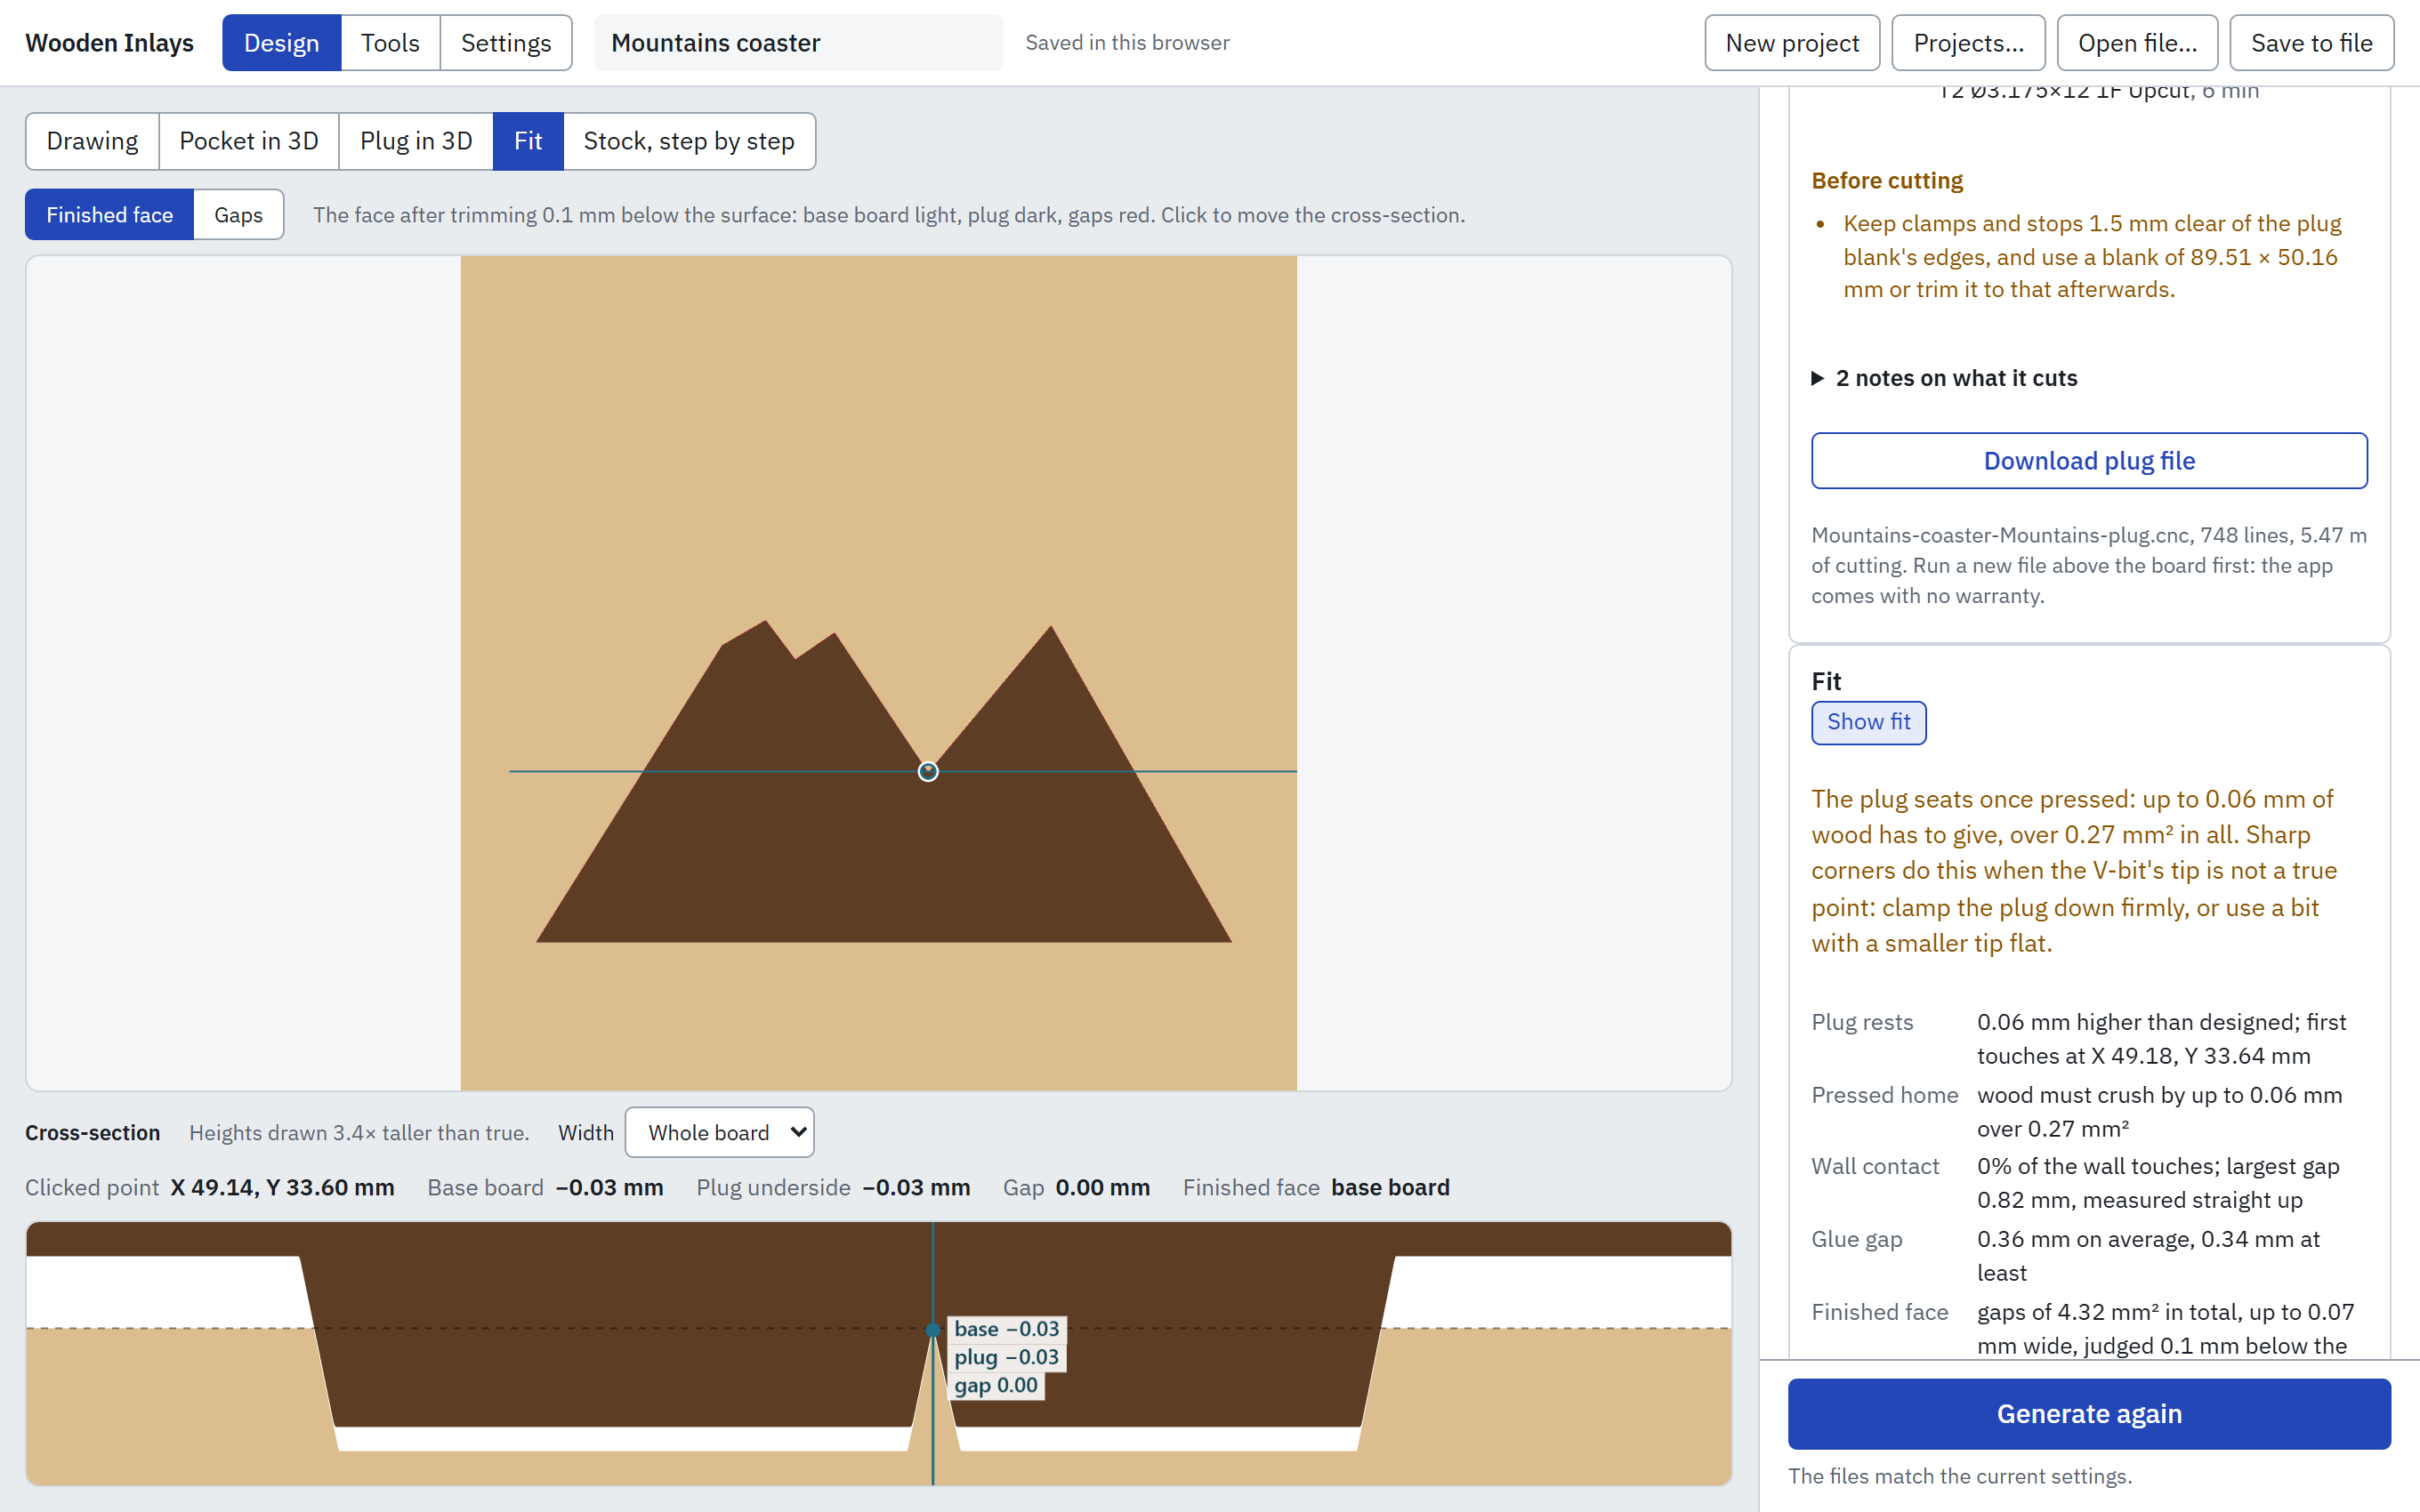 Wooden Inlays
Design
Tools
Settings
Mountains coaster
Saved in this browser
New project
Projects...
Open file...
Save to file
Drawing
Pocket in 3D
Plug in 3D
Fit
Stock, step by step
Finished face
Gaps
The face after trimming 0.1 mm below the surface: base board light, plug dark, gaps red. Click to move the cross-section.
Cross-section
Heights drawn 3.4× taller than true.
Width
Whole board
Clicked point X 49.14, Y 33.60 mm
Base board −0.03 mm
Plug underside −0.03 mm
Gap 0.00 mm
Finished face base board
base −0.03
plug −0.03
gap 0.00
T2 Ø3.175×12 1F Upcut, 6 min
Before cutting
• Keep clamps and stops 1.5 mm clear of the plug
blank's edges, and use a blank of 89.51 × 50.16
mm or trim it to that afterwards.
2 notes on what it cuts
Download plug file
Mountains-coaster-Mountains-plug.cnc, 748 lines, 5.47 m
of cutting. Run a new file above the board first: the app
comes with no warranty.
Fit
Show fit
The plug seats once pressed: up to 0.06 mm of
wood has to give, over 0.27 mm² in all. Sharp
corners do this when the V-bit's tip is not a true
point: clamp the plug down firmly, or use a bit
with a smaller tip flat.
Plug rests 0.06 mm higher than designed; first
touches at X 49.18, Y 33.64 mm
Pressed home wood must crush by up to 0.06 mm
over 0.27 mm²
Wall contact 0% of the wall touches; largest gap
0.82 mm, measured straight up
Glue gap 0.36 mm on average, 0.34 mm at
least
Finished face gaps of 4.32 mm² in total, up to 0.07
mm wide, judged 0.1 mm below the
Generate again
The files match the current settings.